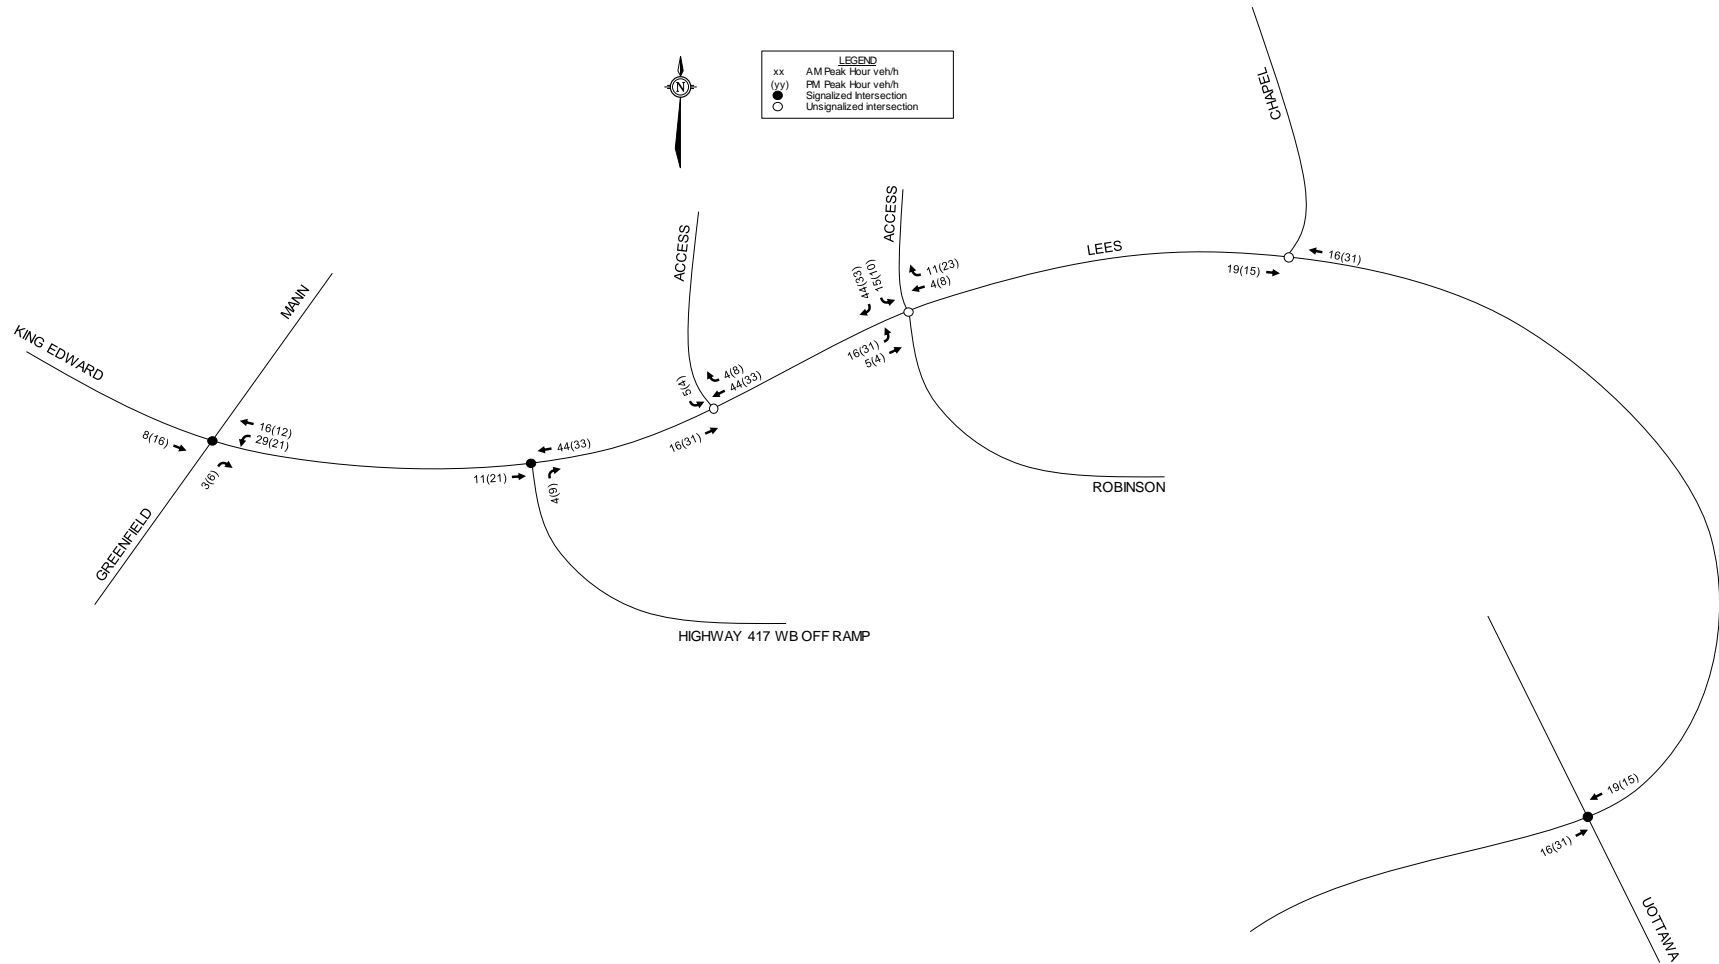 LEGEND
xx AM Peak Hour veh/h
(yy) PM Peak Hour veh/h
Signalized Intersection
Unsignalized intersection
N
CHAPEL
ACCESS
ACCESS
LEES
16(31)
19(15)
11(23)
4(8)
15(10)
44(33)
16(31)
5(4)
MANN
KING EDWARD
4(8)
44(33)
5(4)
16(31)
16(12)
29(21)
8(16)
3(6)
44(33)
11(21)
4(9)
ROBINSON
GREENFIELD
HIGHWAY 417 WB OFF RAMP
19(15)
16(31)
UOTTAWA